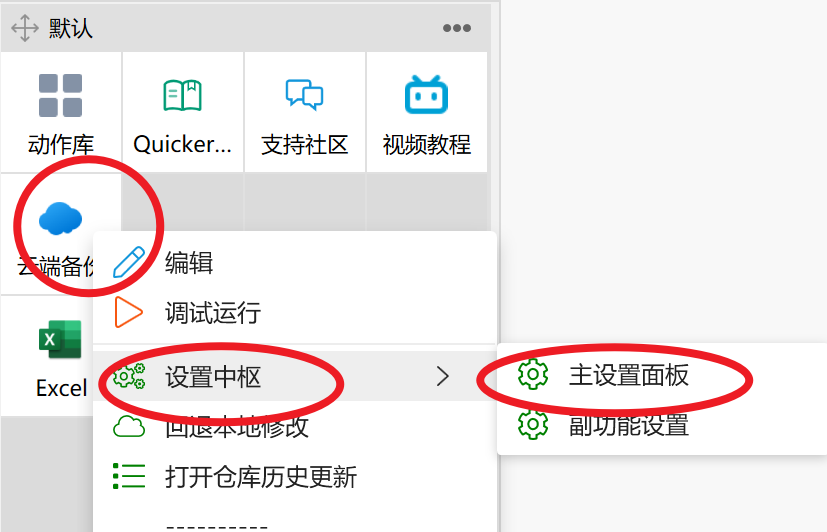 默认
动作库
Quicker...
支持社区
视频教程
云端备份
Excel
编辑
调试运行
设置中枢
回退本地修改
打开仓库历史更新
----------
主设置面板
副功能设置